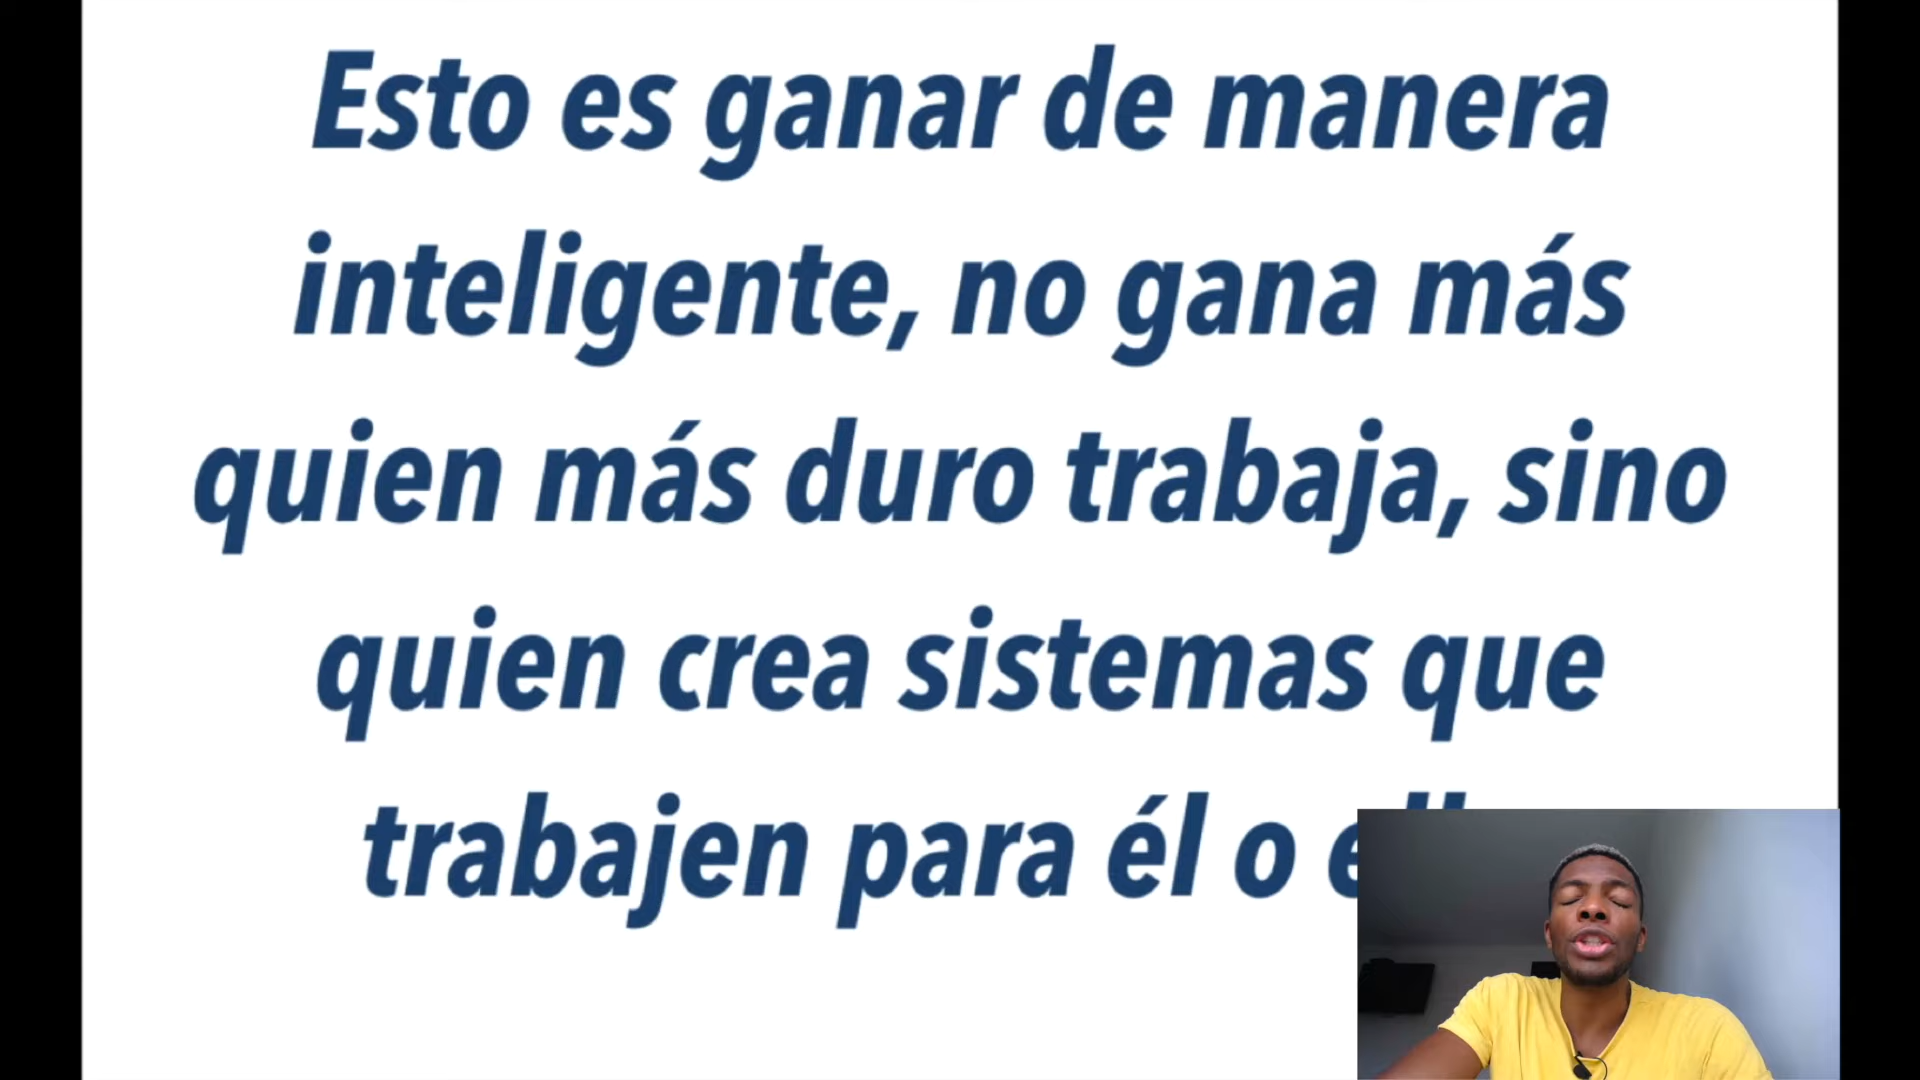 Esto es ganar de manera
inteligente, no gana más
quien más duro trabaja, sino
quien crea sistemas que
trabajen para él o